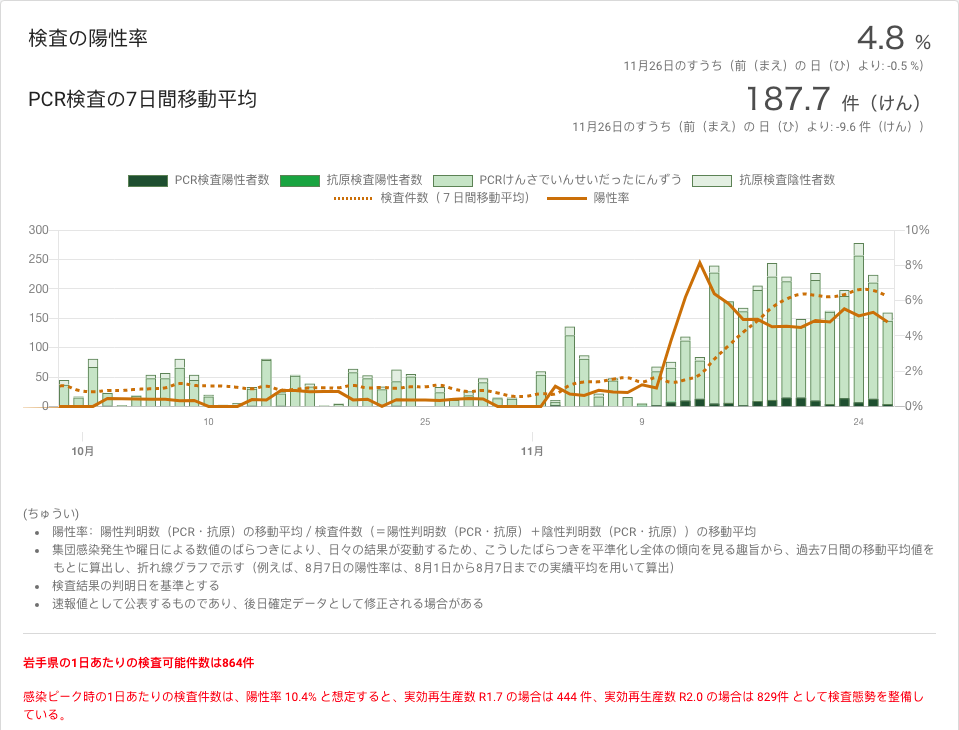 検査の陽性率
4.8 %
11月26日のすうち（前（まえ）の 日（ひ）より: -0.5 %）
PCR検査の7日間移動平均
187.7 件（けん）
11月26日のすうち（前（まえ）の 日（ひ）より: -9.6 件（けん））
PCR検査陽性者数 抗原検査陽性者数 PCRけんさでいんせいだったにんずう 抗原検査陰性者数
検査件数（７日間移動平均） 陽性率
300 10%
250 8%
200 6%
150 4%
100 2%
50 0%
0
10 25 9 24
10月 11月
(ちゅうい)
• 陽性率：陽性判明数（PCR・抗原）の移動平均 / 検査件数（＝陽性判明数（PCR・抗原）＋陰性判明数（PCR・抗原））の移動平均
• 集団感染発生や曜日による数値のばらつきにより、日々の結果が変動するため、こうしたばらつきを平準化し全体の傾向を見る趣旨から、過去7日間の移動平均値を
もとに算出し、折れ線グラフで示す（例えば、8月7日の陽性率は、8月1日から8月7日までの実績平均を用いて算出）
• 検査結果の判明日を基準とする
• 速報値として公表するものであり、後日確定データとして修正される場合がある
岩手県の1日あたりの検査可能件数は864件
感染ピーク時の1日あたりの検査件数は、陽性率 10.4% と想定すると、実効再生産数 R1.7 の場合は 444 件、実効再生産数 R2.0 の場合は 829件 として検査態勢を整備し
ている。